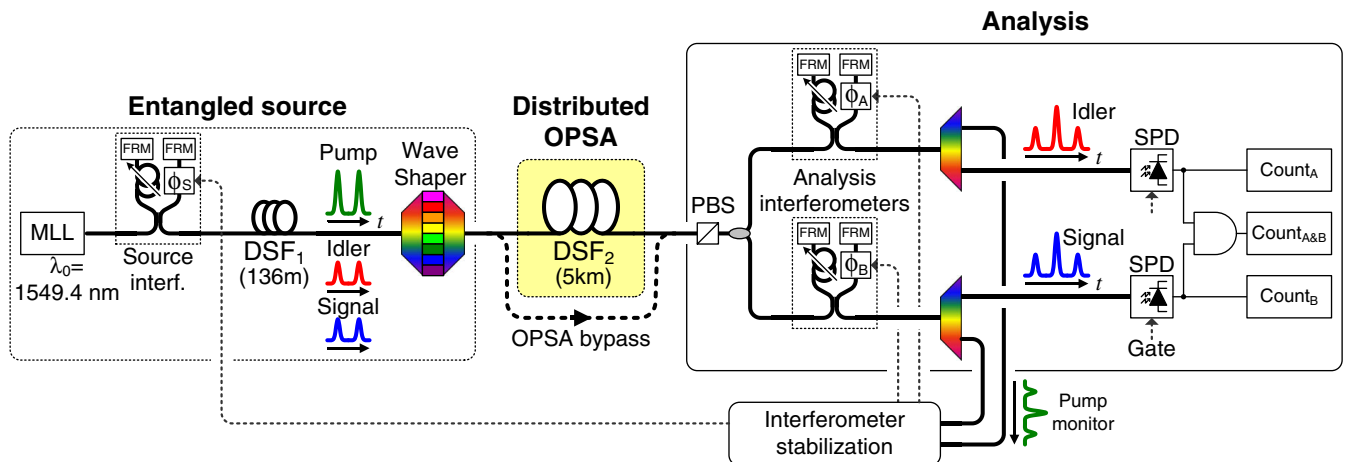 Analysis
Entangled source
FRM FRM
ϕS
MLL
λ0=
1549.4 nm
Source
interf.
DSF1
(136m)
Pump
t
Idler
t
Signal
Wave
Shaper
Distributed
OPSA
DSF2
(5km)
OPSA bypass
PBS
FRM FRM
ϕA
Analysis
interferometers
FRM FRM
ϕB
Idler
t
SPD
CountA
CountA&B
Signal
t
SPD
CountB
Gate
Interferometer
stabilization
t
Pump
monitor